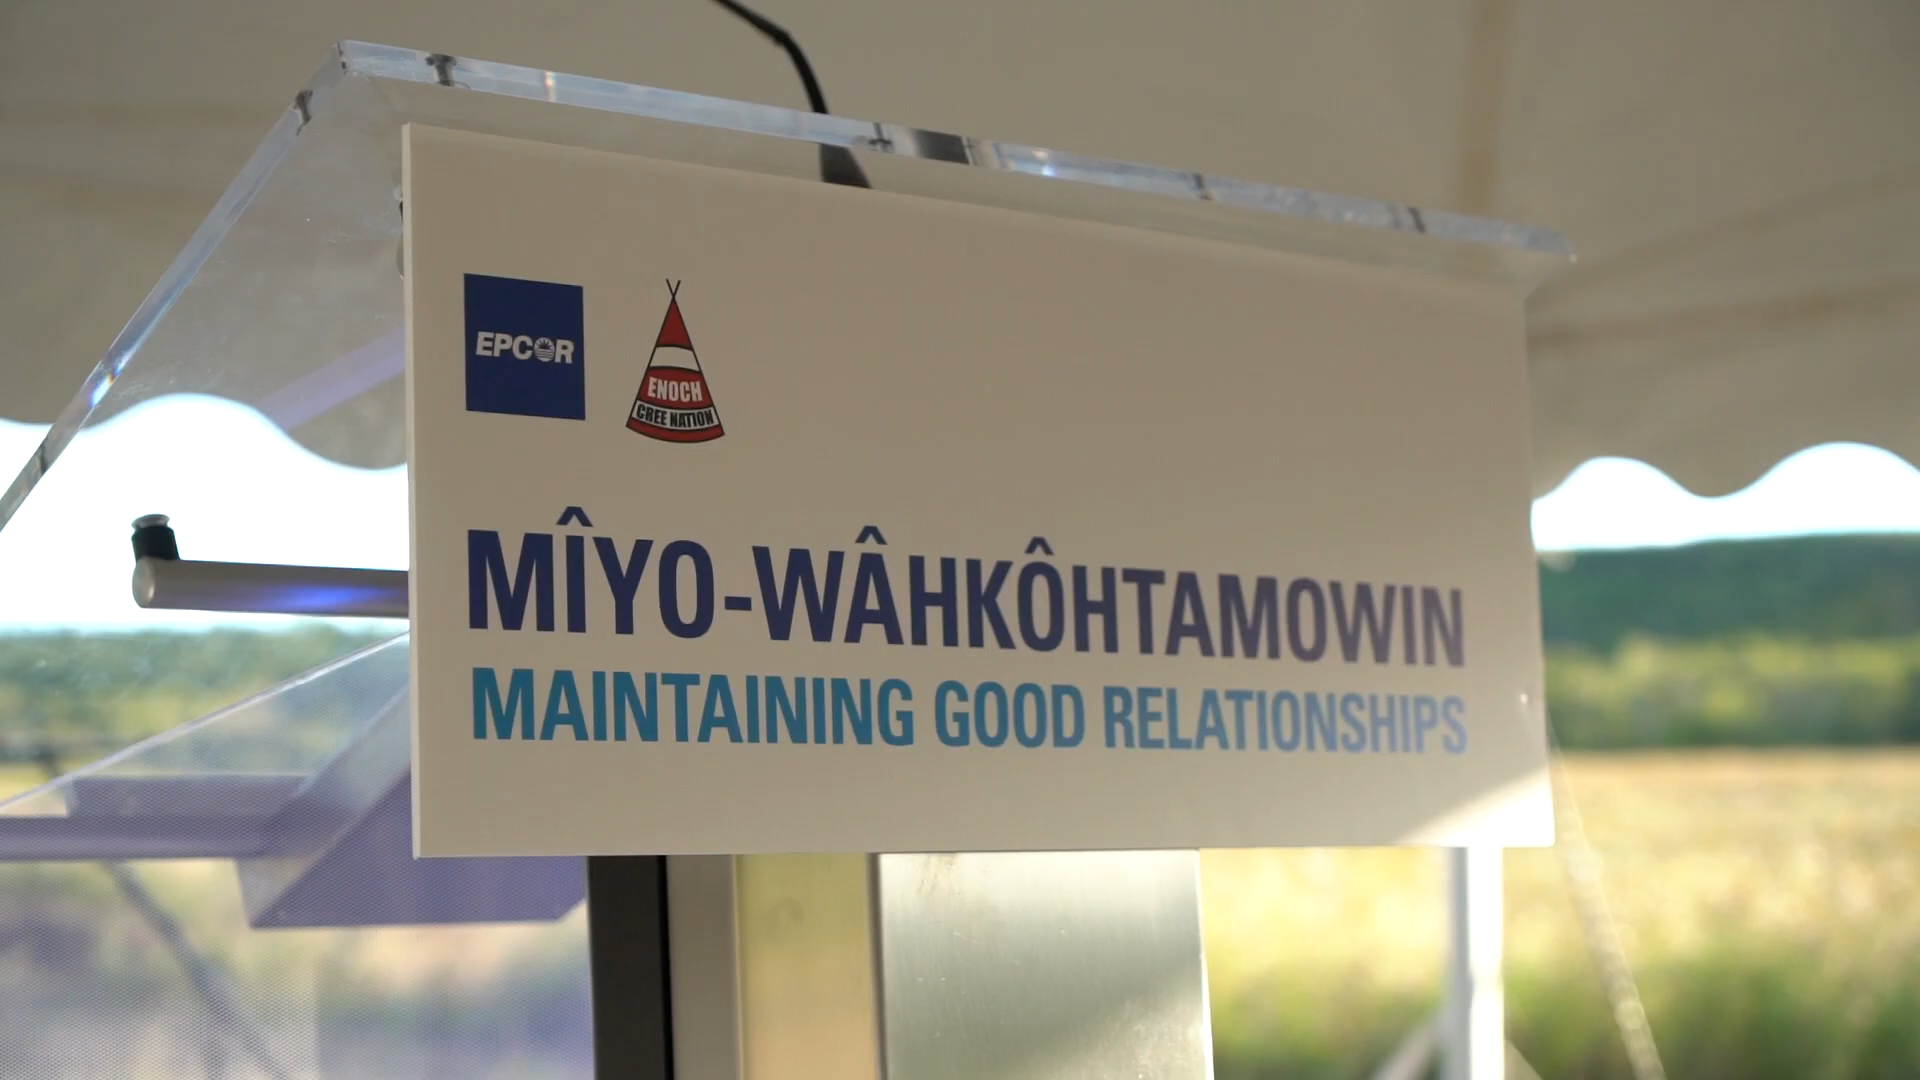 EPCOR
ENOCH
CREE NATION
MÎYO-WÂHKÔHTAMOWIN
MAINTAINING GOOD RELATIONSHIPS